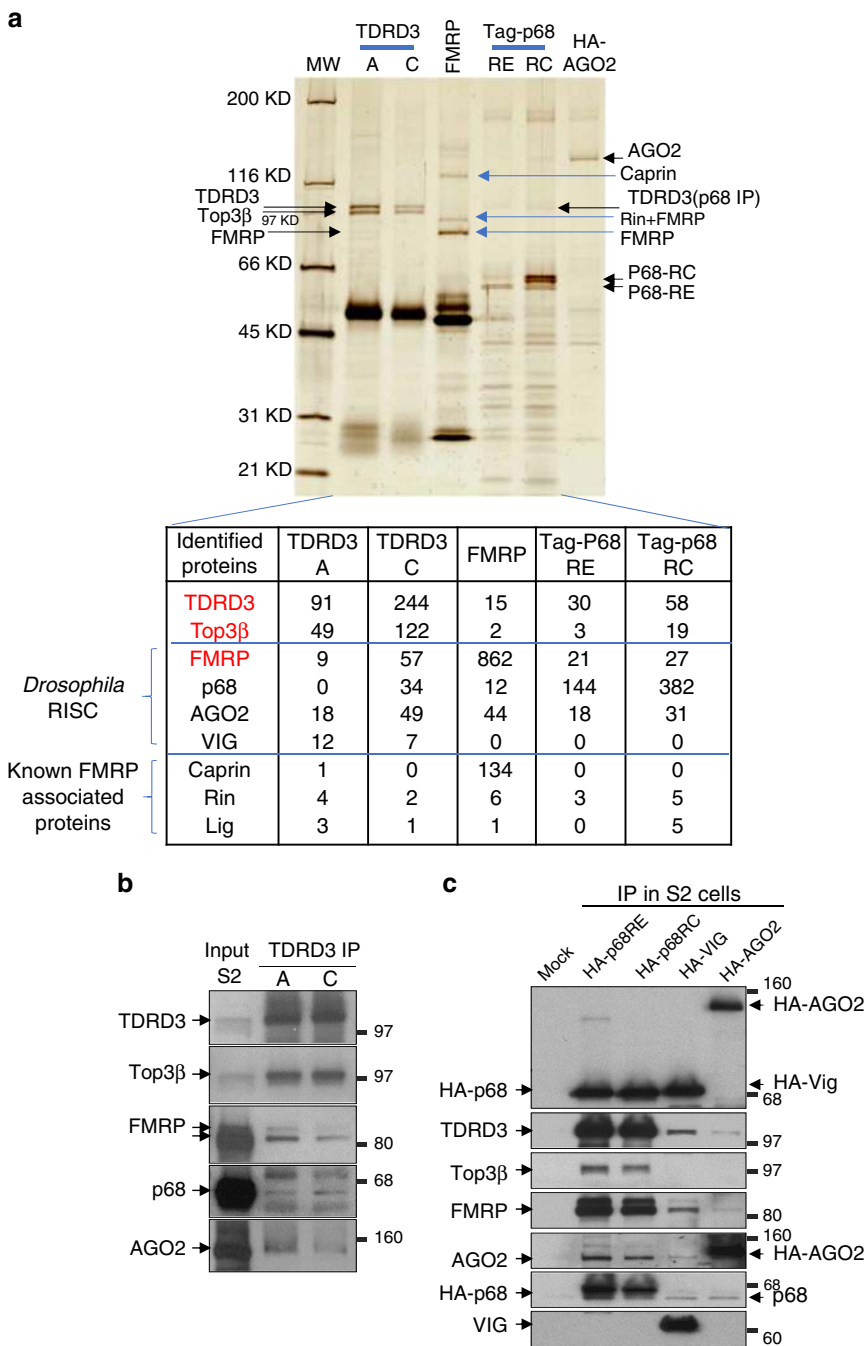 a
TDRD3
FMRP
Tag-p68
HA-
AGO2
MW
A
C
RE
RC
200 KD
116 KD
TDRD3
Top3β
97 KD
FMRP
66 KD
45 KD
31 KD
21 KD
AGO2
Caprin
TDRD3(p68 IP)
Rin+FMRP
FMRP
P68-RC
P68-RE
Identified proteins TDRD3 A TDRD3 C FMRP Tag-P68 RE Tag-p68 RC
TDRD3 91 244 15 30 58
Top3β 49 122 2 3 19
FMRP 9 57 862 21 27
p68 0 34 12 144 382
AGO2 18 49 44 18 31
VIG 12 7 0 0 0
Caprin 1 0 134 0 0
Rin 4 2 6 3 5
Lig 3 1 1 0 5
Drosophila
RISC
Known FMRP
associated
proteins
b
Input
S2
TDRD3 IP
A C
TDRD3
97
Top3β
97
FMRP
80
p68
68
AGO2
160
c
IP in S2 cells
Mock
HA-p68RE
HA-p68RC
HA-VIG
HA-AGO2
160
HA-AGO2
HA-p68
HA-Vig
68
TDRD3
97
Top3β
97
FMRP
80
AGO2
160
HA-AGO2
HA-p68
68
p68
VIG
60